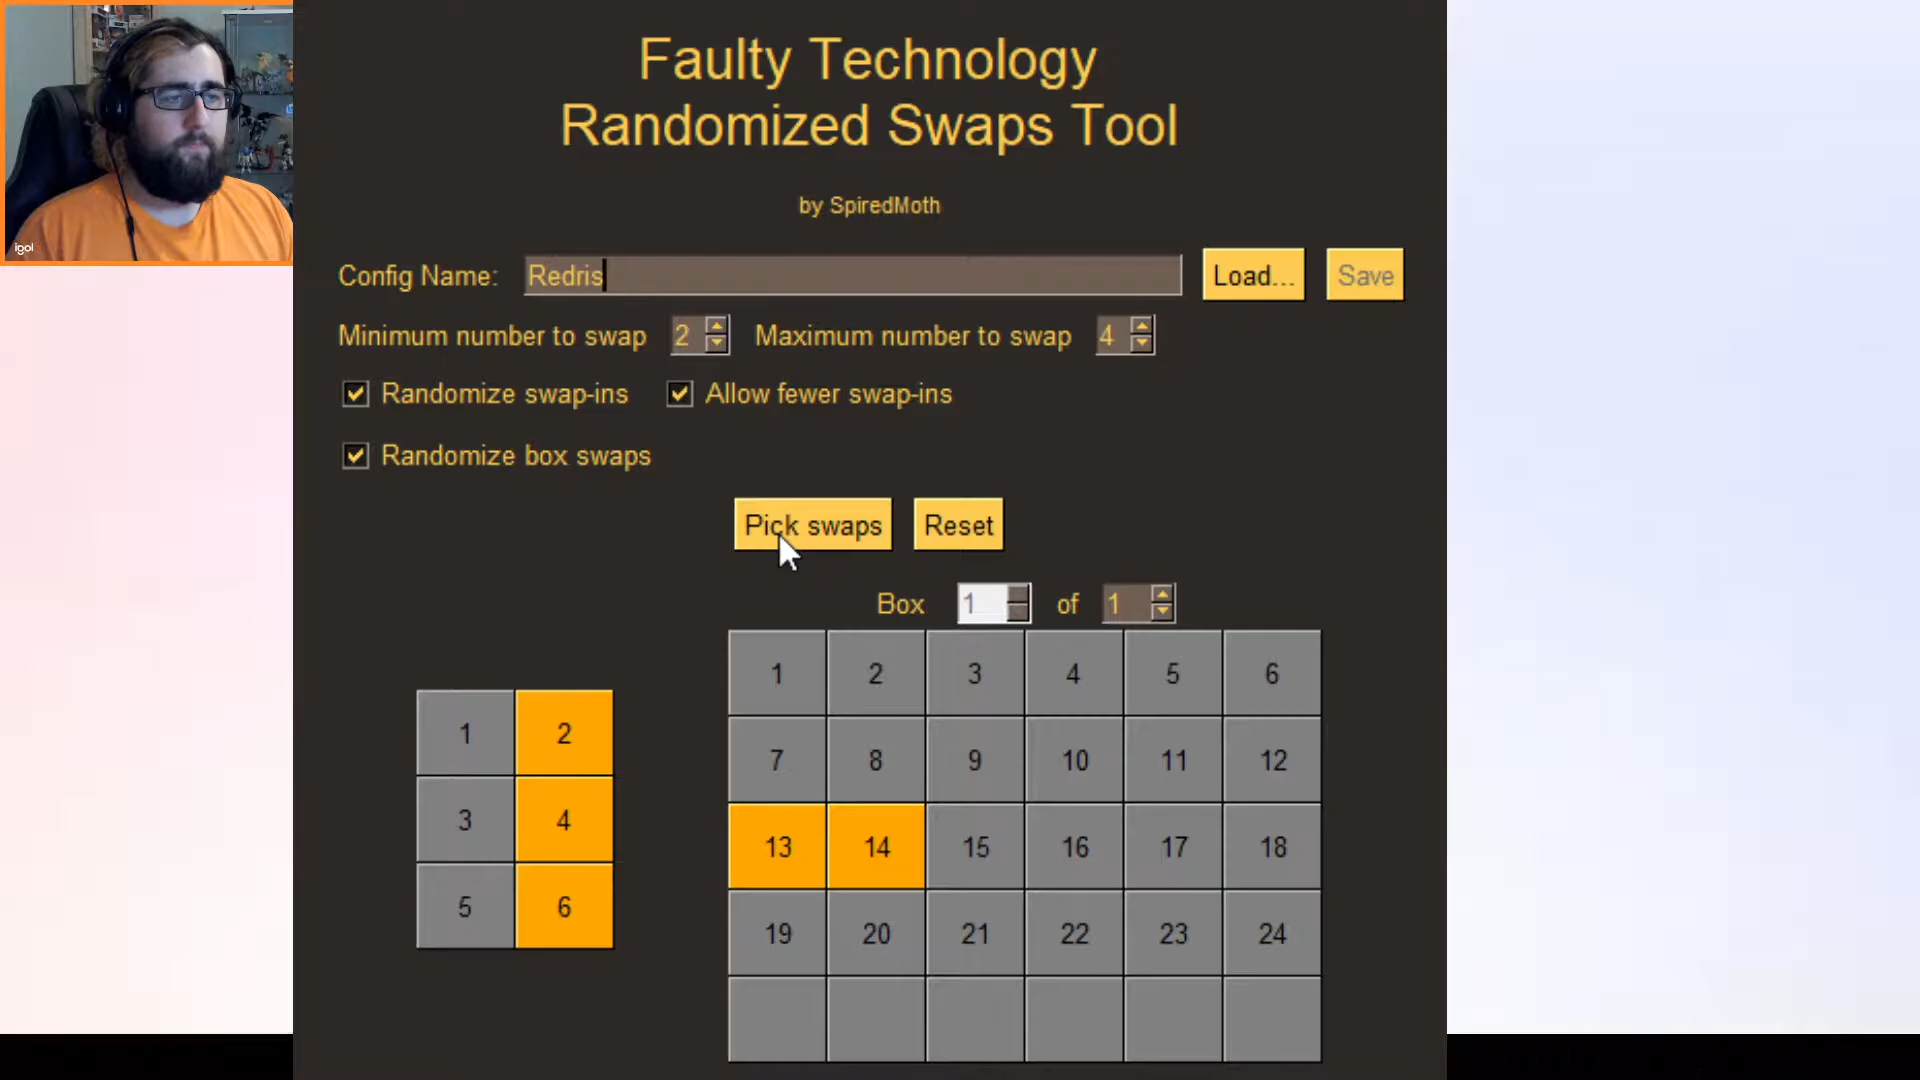 Faulty Technology
Randomized Swaps Tool
by SpiredMoth
igol
Config Name: Redris Load... Save
Minimum number to swap 2 Maximum number to swap 4
Randomize swap-ins Allow fewer swap-ins
Randomize box swaps
Pick swaps Reset
Box 1 of 1
1 2
3 4
5 6
1 2 3 4 5 6
7 8 9 10 11 12
13 14 15 16 17 18
19 20 21 22 23 24